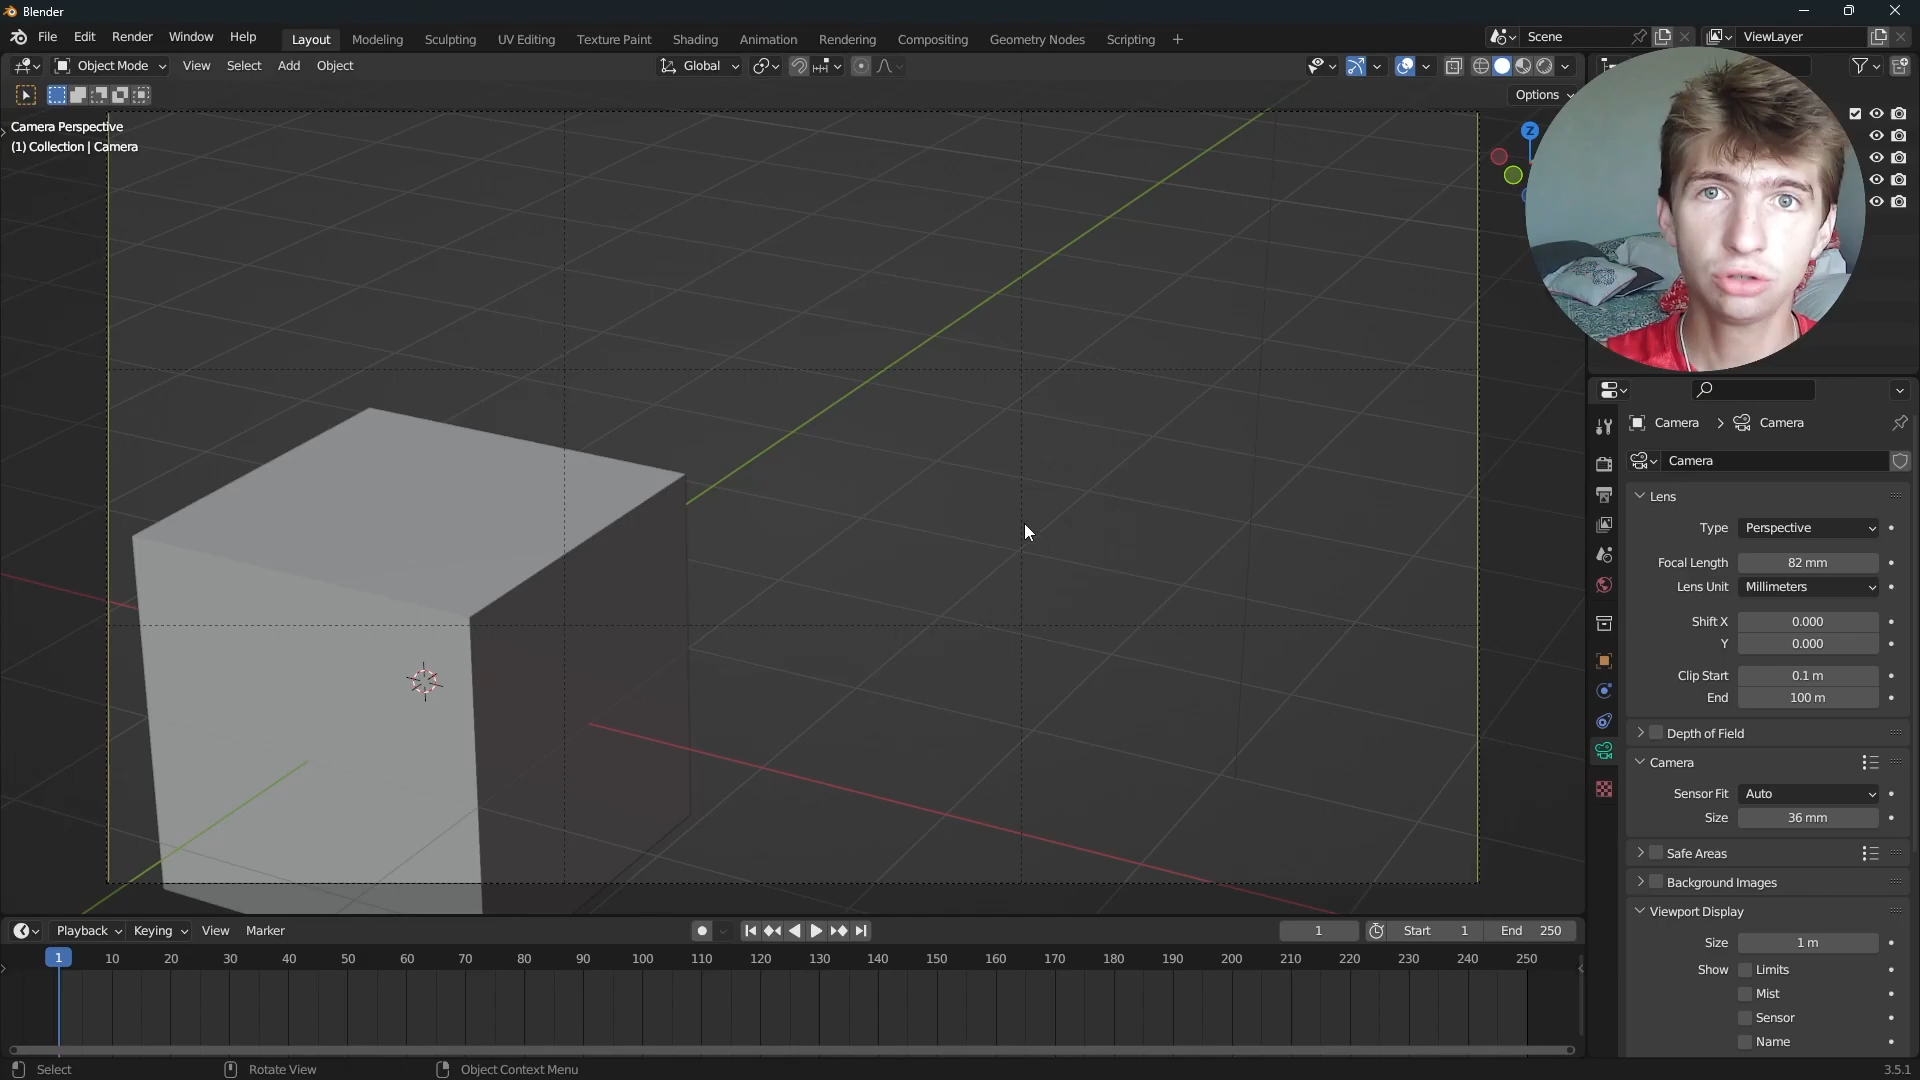 Blender
File Edit Render Window Help Layout Modeling Sculpting UV Editing Texture Paint Shading Animation Rendering Compositing Geometry Nodes Scripting + Scene ViewLayer
Object Mode View Select Add Object Global
Options
Camera Perspective
(1) Collection | Camera
Z
Camera > Camera
Camera
Lens
Type Perspective
Focal Length 82 mm
Lens Unit Millimeters
Shift X 0.000
Y 0.000
Clip Start 0.1 m
End 100 m
Depth of Field
Camera
Sensor Fit Auto
Size 36 mm
Safe Areas
Background Images
Viewport Display
Size 1 m
Show Limits
Mist
Sensor
Name
Playback Keying View Marker 1 Start 1 End 250
1 10 20 30 40 50 60 70 80 90 100 110 120 130 140 150 160 170 180 190 200 210 220 230 240 250
Select Rotate View Object Context Menu 3.5.1